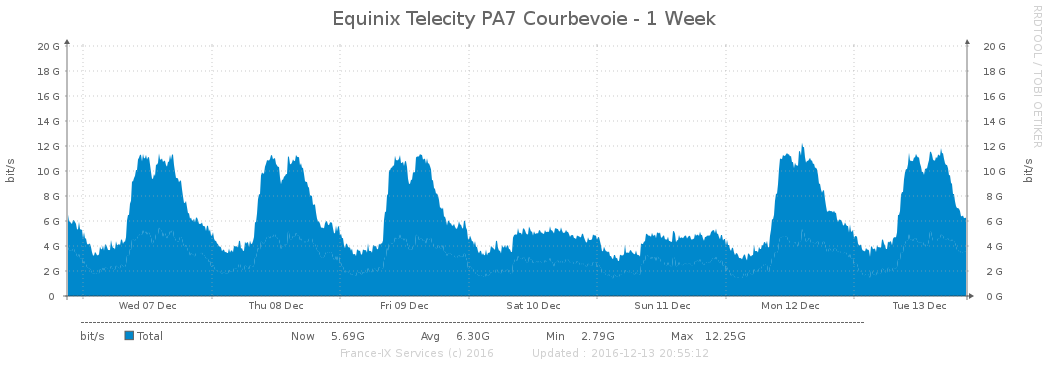 Equinix Telecity PA7 Courbevoie - 1 Week
RRDTOOL / TOBI OETIKER
bit/s
20 G 20 G
18 G 18 G
16 G 16 G
14 G 14 G
12 G 12 G
10 G 10 G
8 G 8 G
6 G 6 G
4 G 4 G
2 G 2 G
0 0 G
bit/s
Wed 07 Dec Thu 08 Dec Fri 09 Dec Sat 10 Dec Sun 11 Dec Mon 12 Dec Tue 13 Dec
bit/s Total Now 5.69G Avg 6.30G Min 2.79G Max 12.25G
France-IX Services (c) 2016 Updated : 2016-12-13 20:55:12